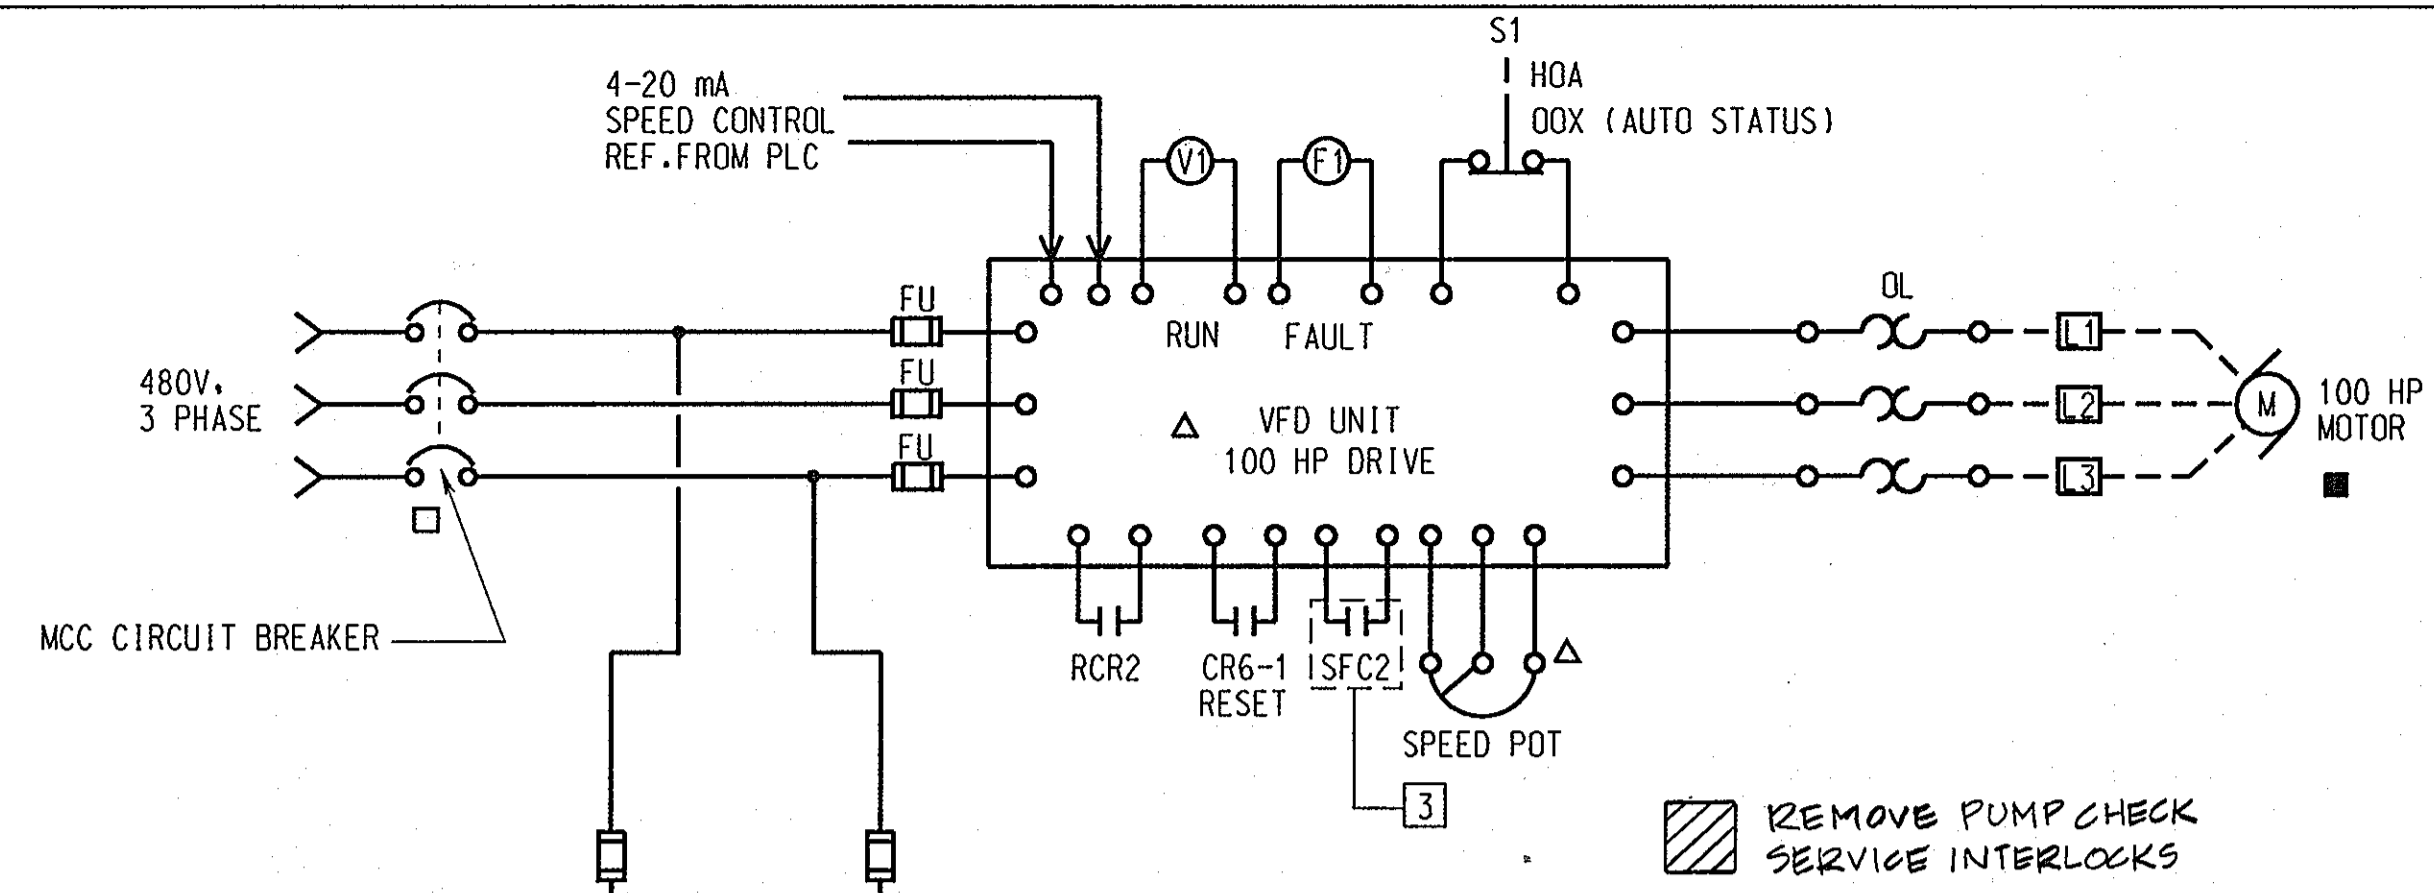 S1
HOA
OOX (AUTO STATUS)
4-20 mA
SPEED CONTROL
REF.FROM PLC
V1
F1
FU
FU
FU
RUN
FAULT
OL
L1
L2
L3
480V.
3 PHASE
VFD UNIT
100 HP DRIVE
M
100 HP
MOTOR
MCC CIRCUIT BREAKER
RCR2
CR6-1
RESET
SFC2
SPEED POT
3
REMOVE PUMP CHECK
SERVICE INTERLOCKS